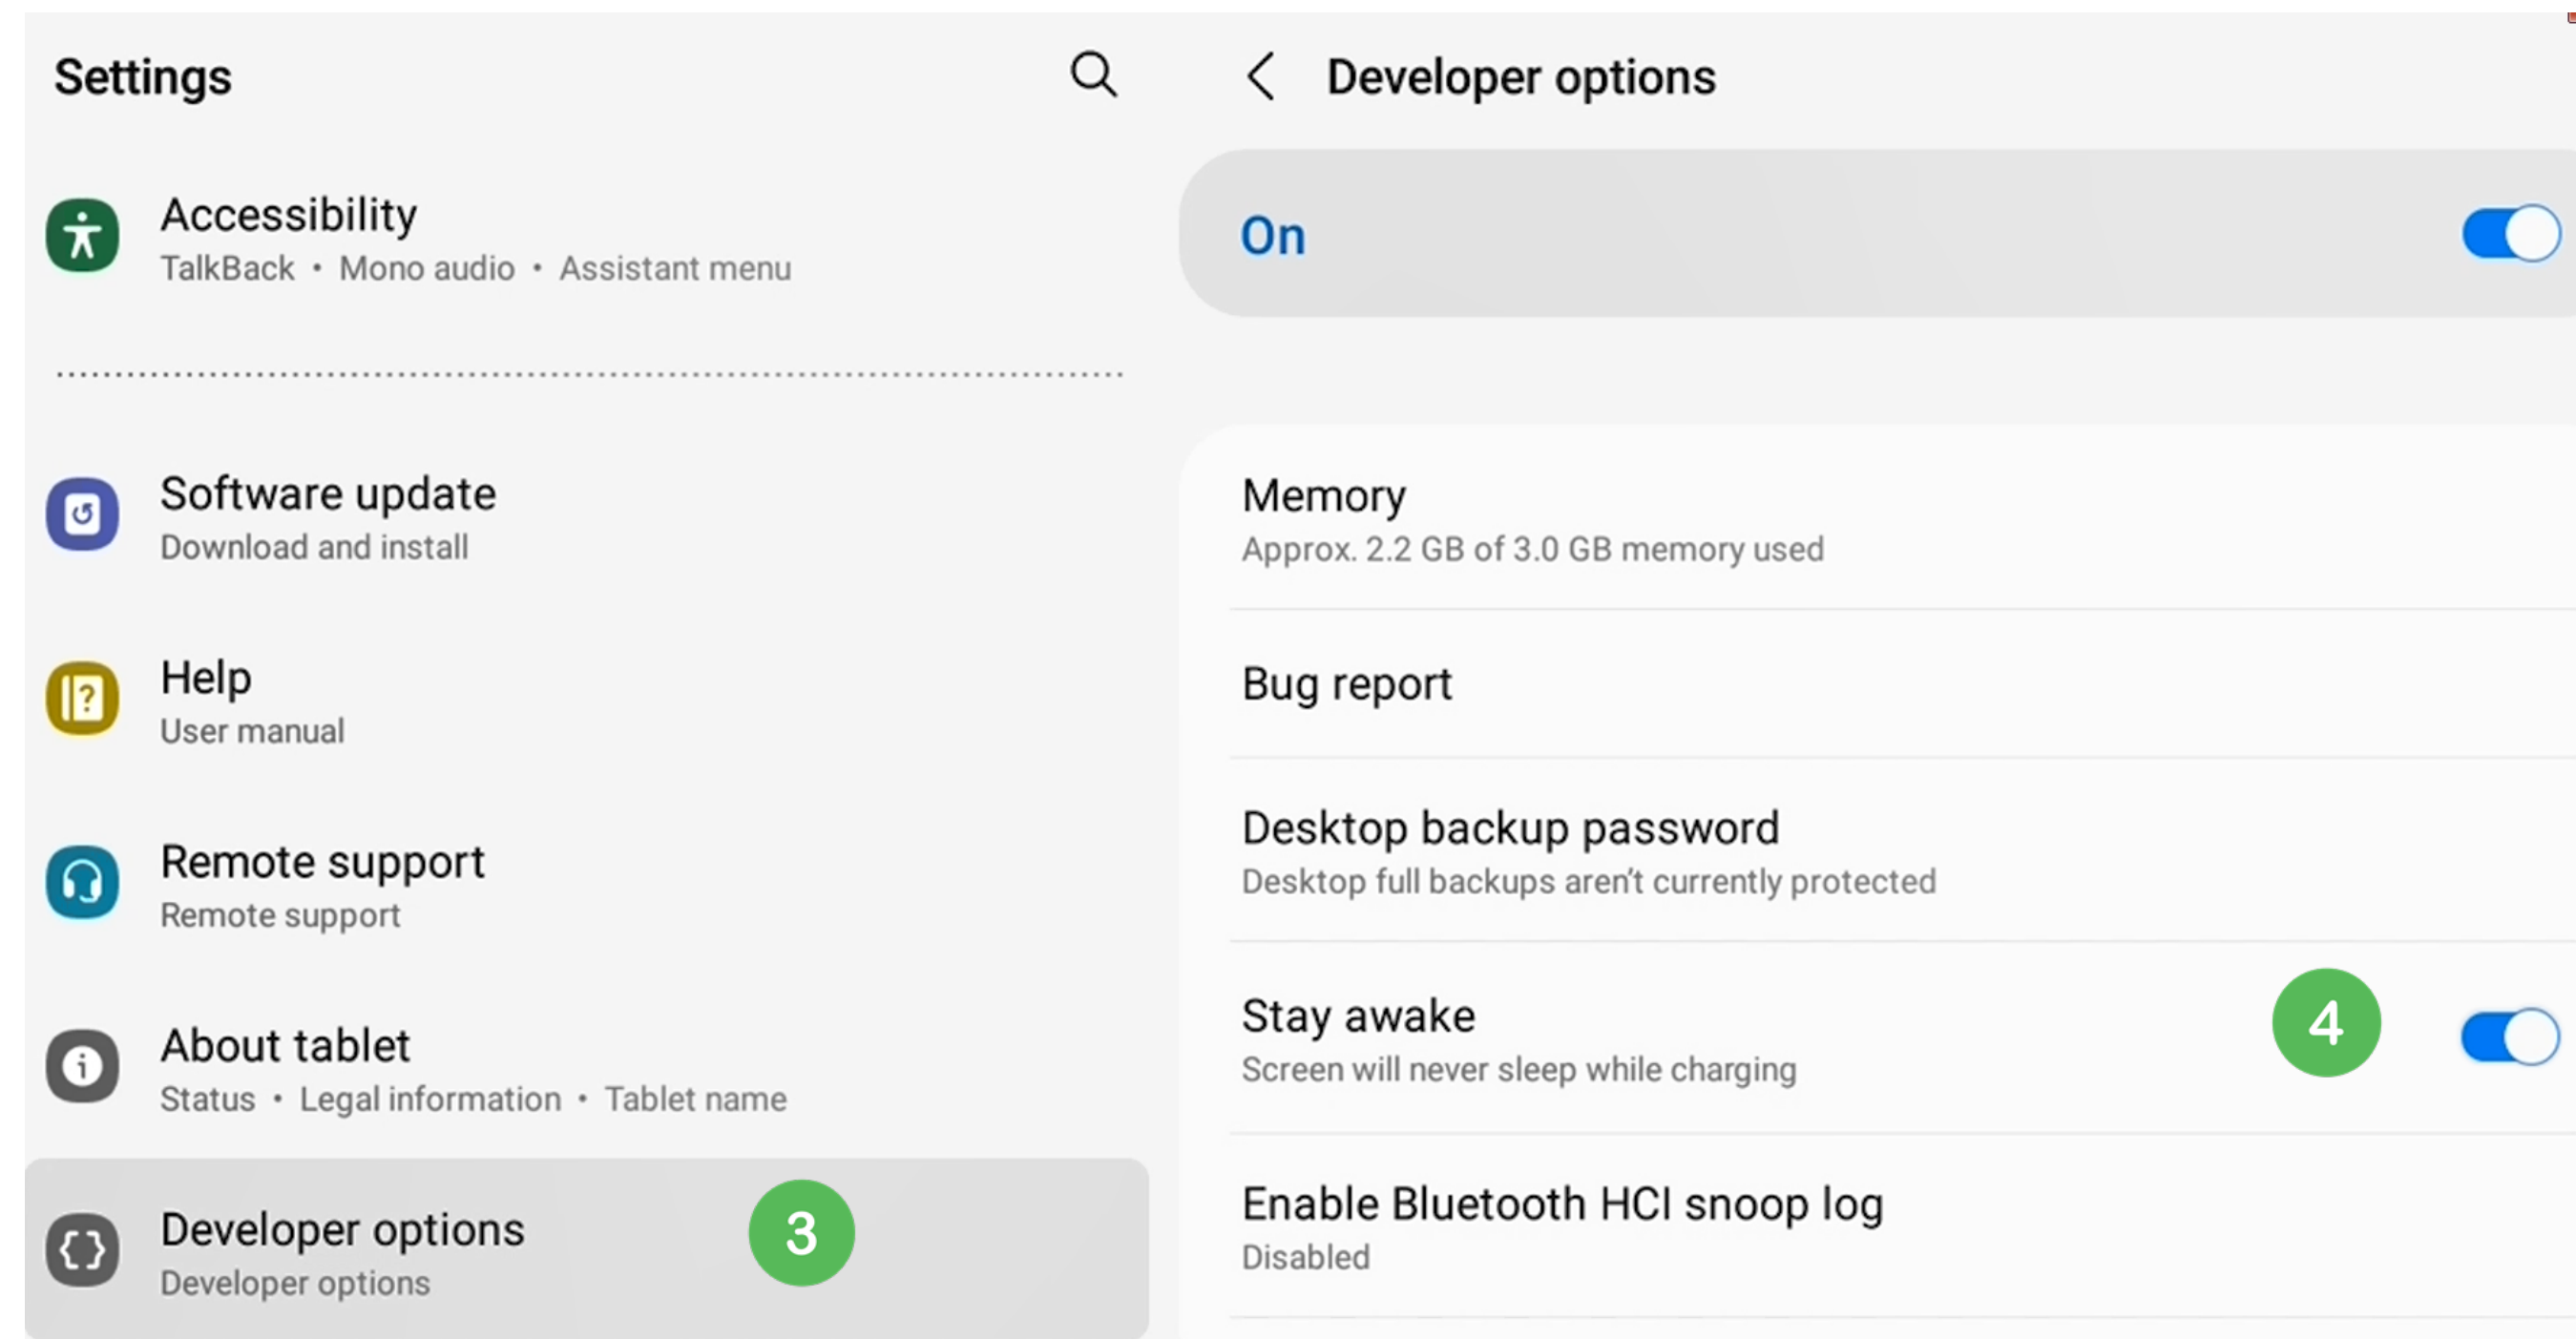 Settings
Accessibility
TalkBack • Mono audio • Assistant menu
Software update
Download and install
Help
User manual
Remote support
Remote support
About tablet
Status • Legal information • Tablet name
Developer options
Developer options
3
Developer options
On
Memory
Approx. 2.2 GB of 3.0 GB memory used
Bug report
Desktop backup password
Desktop full backups aren’t currently protected
Stay awake
Screen will never sleep while charging
4
Enable Bluetooth HCI snoop log
Disabled